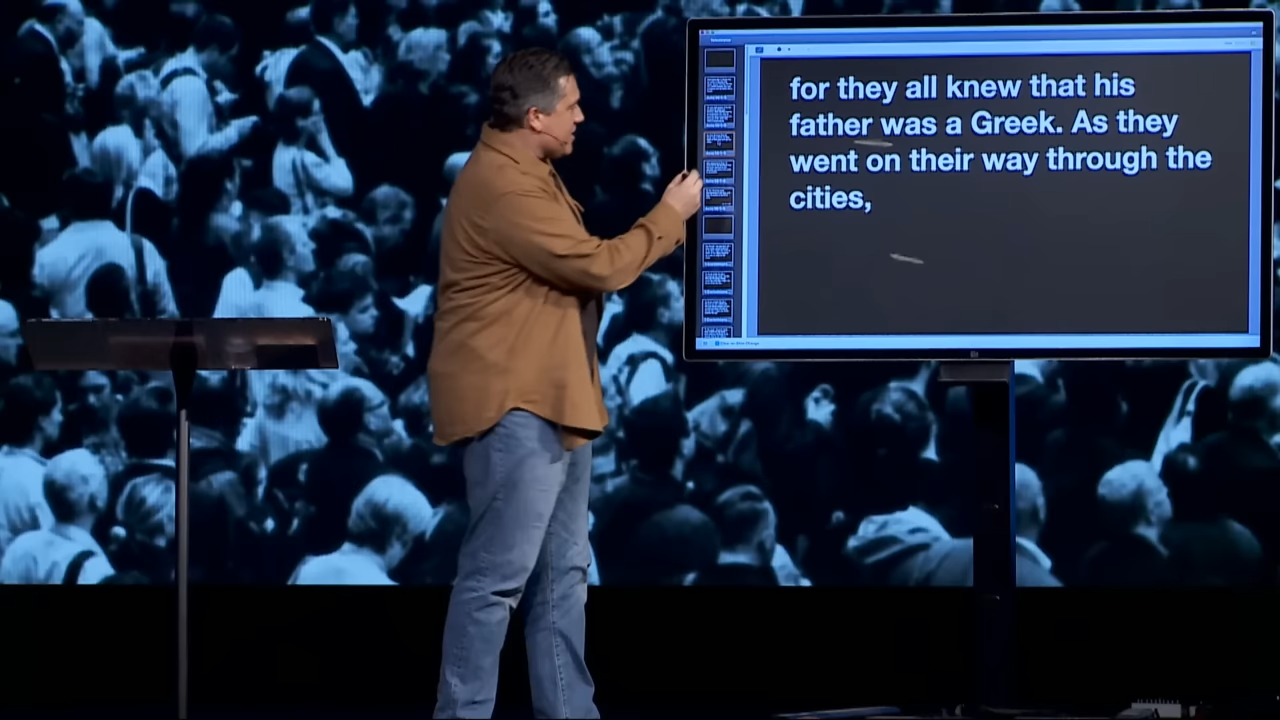 for they all knew that his
father was a Greek. As they
went on their way through the
cities,